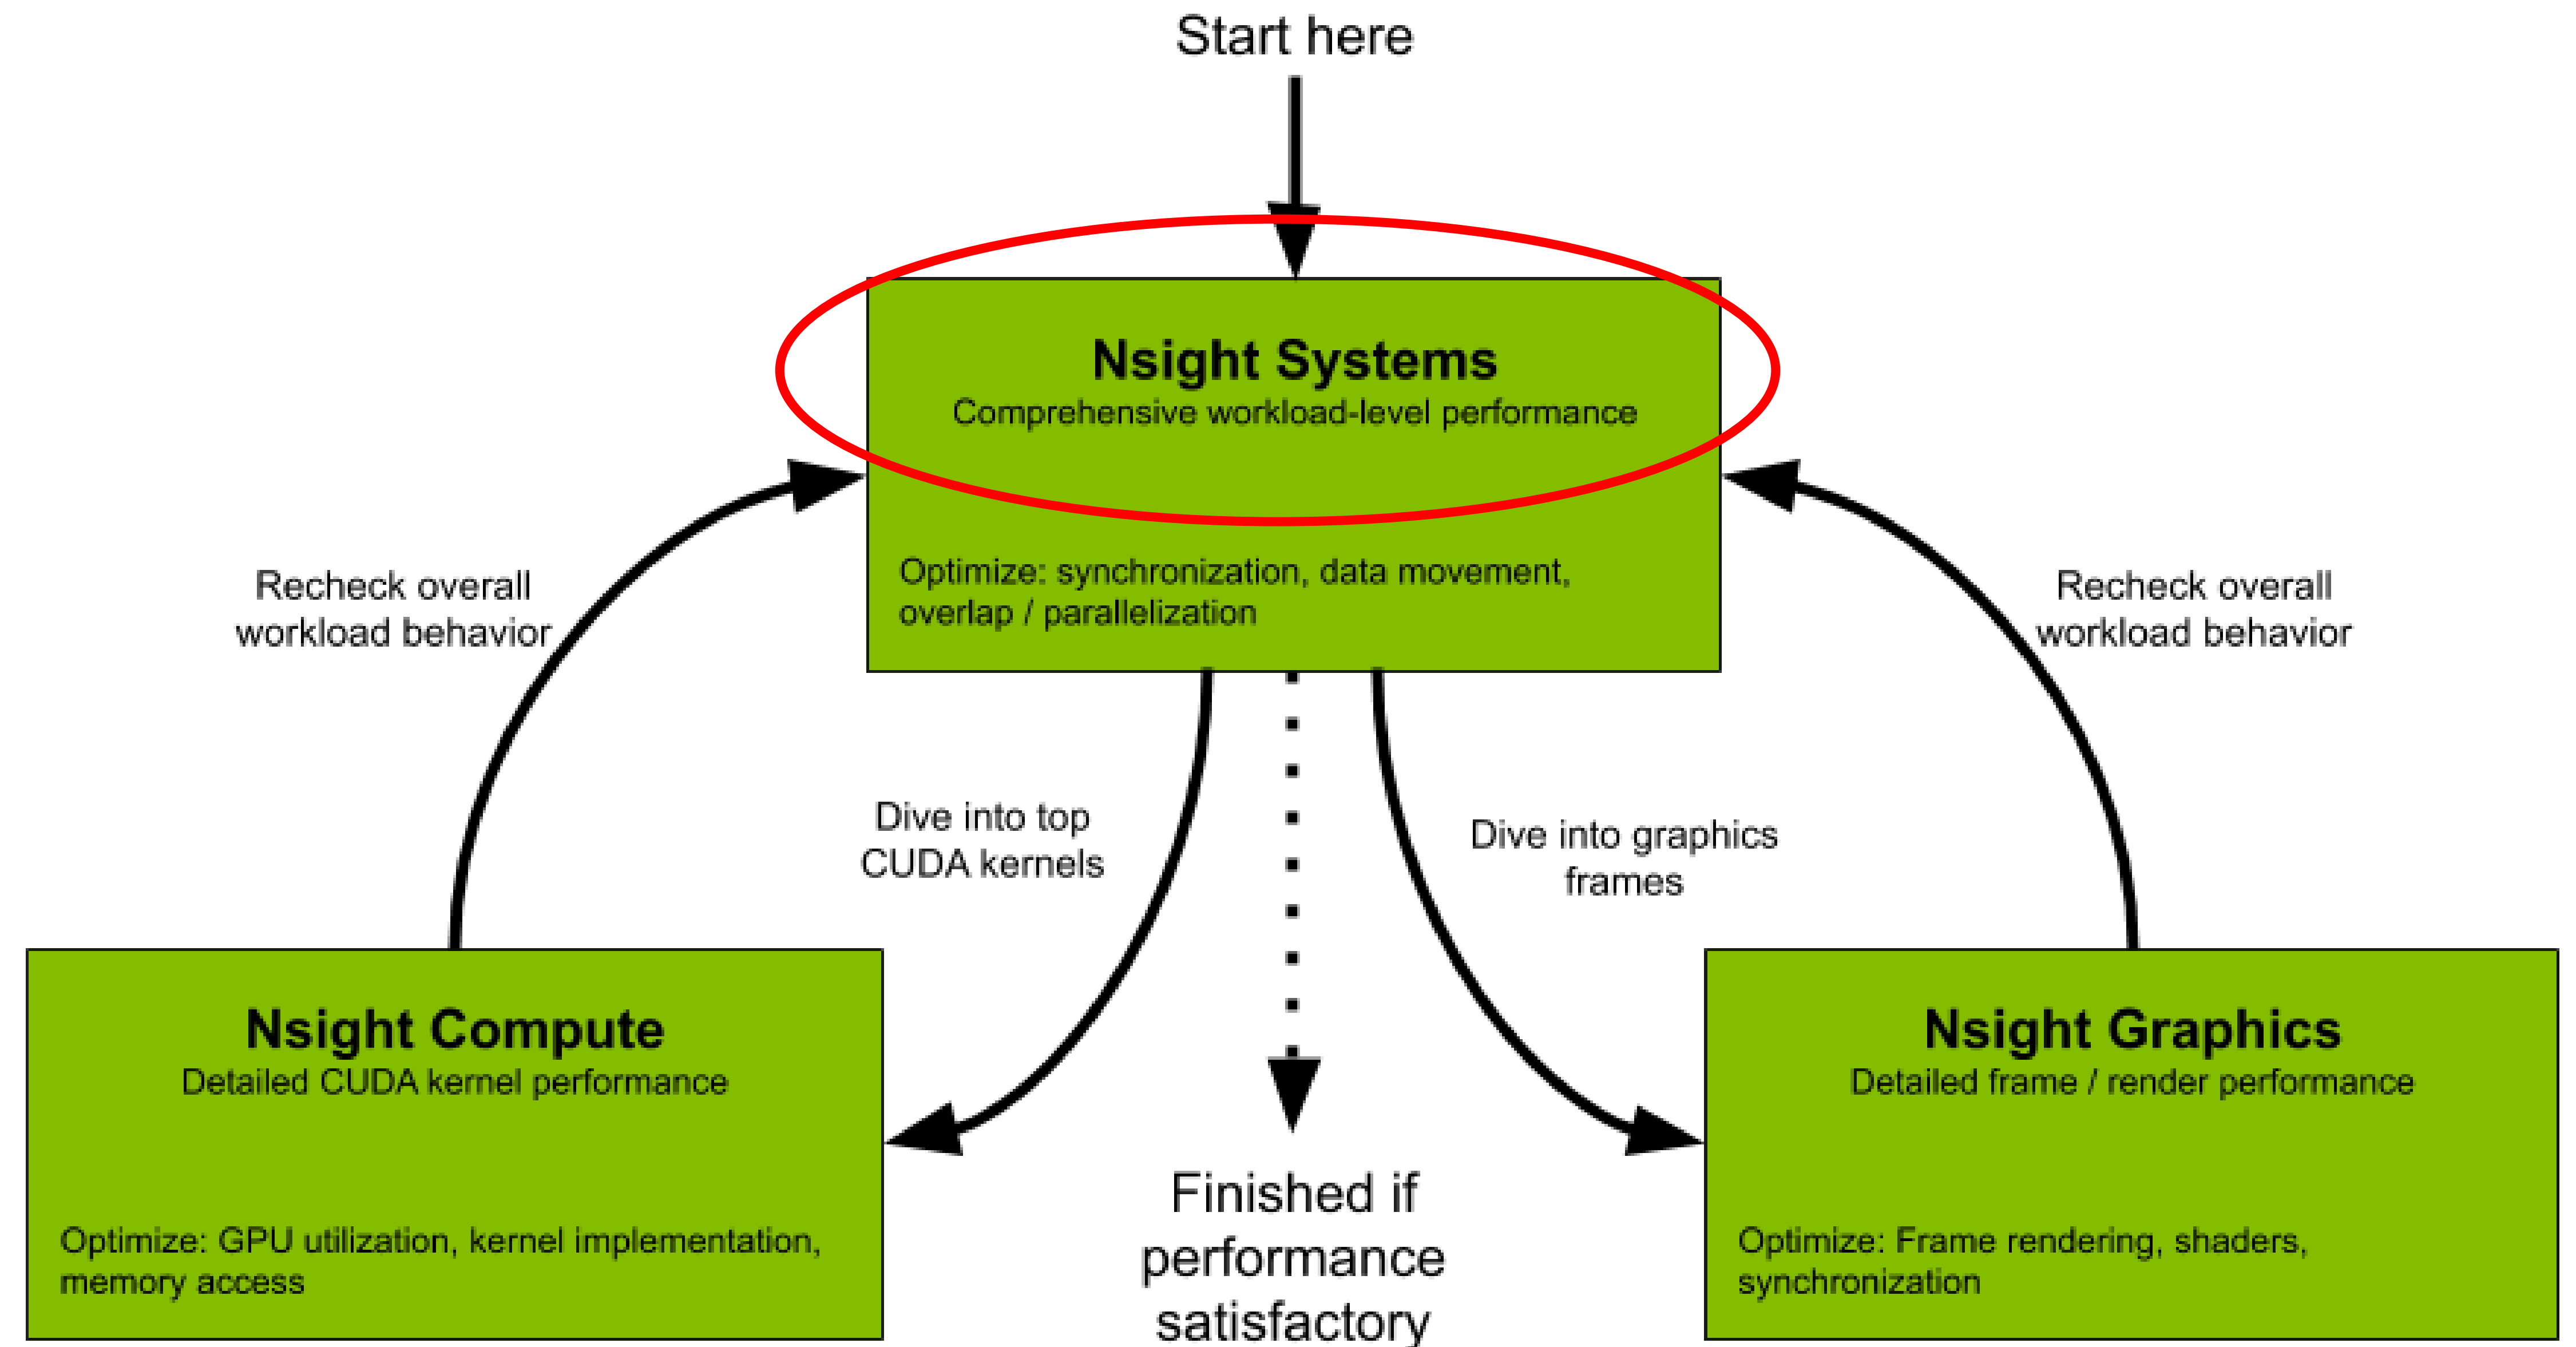 Start here
Nsight Systems
Comprehensive workload-level performance
Optimize: synchronization, data movement,
overlap / parallelization
Recheck overall
workload behavior
Recheck overall
workload behavior
Dive into top
CUDA kernels
Dive into graphics
frames
Nsight Compute
Detailed CUDA kernel performance
Optimize: GPU utilization, kernel implementation,
memory access
Finished if
performance
satisfactory
Nsight Graphics
Detailed frame / render performance
Optimize: Frame rendering, shaders,
synchronization